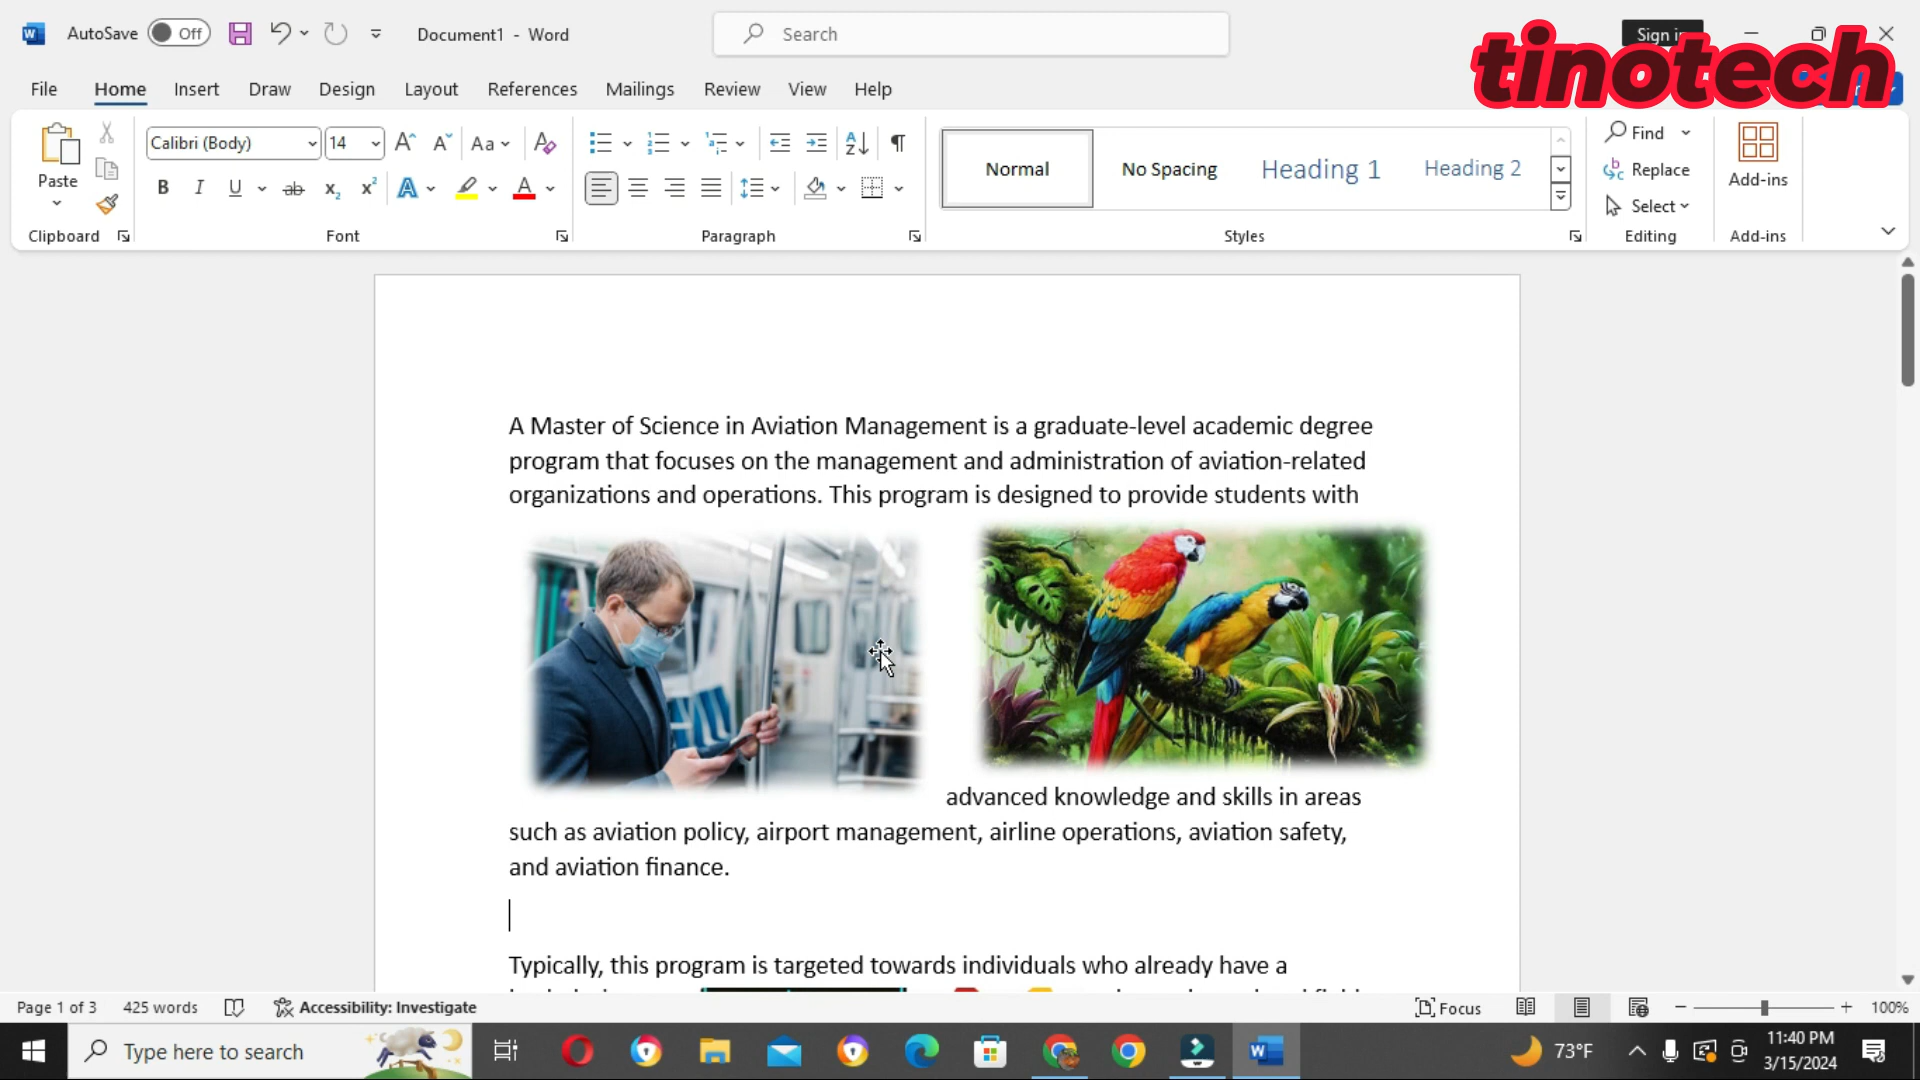 AutoSave Off Document1 - Word Search Sign in
tinotech
File Home Insert Draw Design Layout References Mailings Review View Help
Paste Calibri (Body) 14 Aa Normal No Spacing Heading 1 Heading 2 Find Replace Select Add-ins
Clipboard Font Paragraph Styles Editing Add-ins
A Master of Science in Aviation Management is a graduate-level academic degree
program that focuses on the management and administration of aviation-related
organizations and operations. This program is designed to provide students with
advanced knowledge and skills in areas
such as aviation policy, airport management, airline operations, aviation safety,
and aviation finance.
Typically, this program is targeted towards individuals who already have a
Page 1 of 3 425 words Accessibility: Investigate Focus 100%
Type here to search 73°F 11:40 PM
3/15/2024